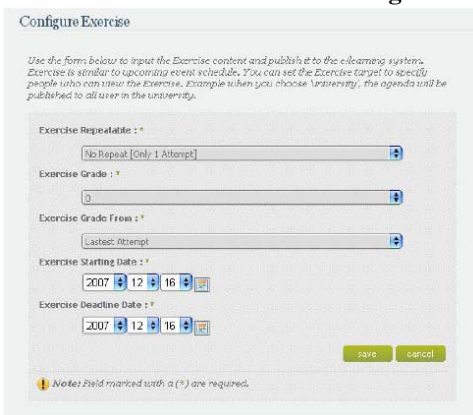 Configure Exercise
Use the form below to input the Exercise content and publish it to the elearning system.
Exercise is similar to upcoming event schedule. You can set the Exercise target to specify
people who can view the Exercise. Example when you choose 'university', the agenda will be
published to all user in the university.
Exercise Repeatable : *
No Repeat [Only 1 Attempt]
Exercise Grade : *
0
Exercise Grade From : *
Lastest Attempt
Exercise Starting Date : *
2007 12 16
Exercise Deadline Date : *
2007 12 16
save cancel
Note: Field marked with a (*) are required.